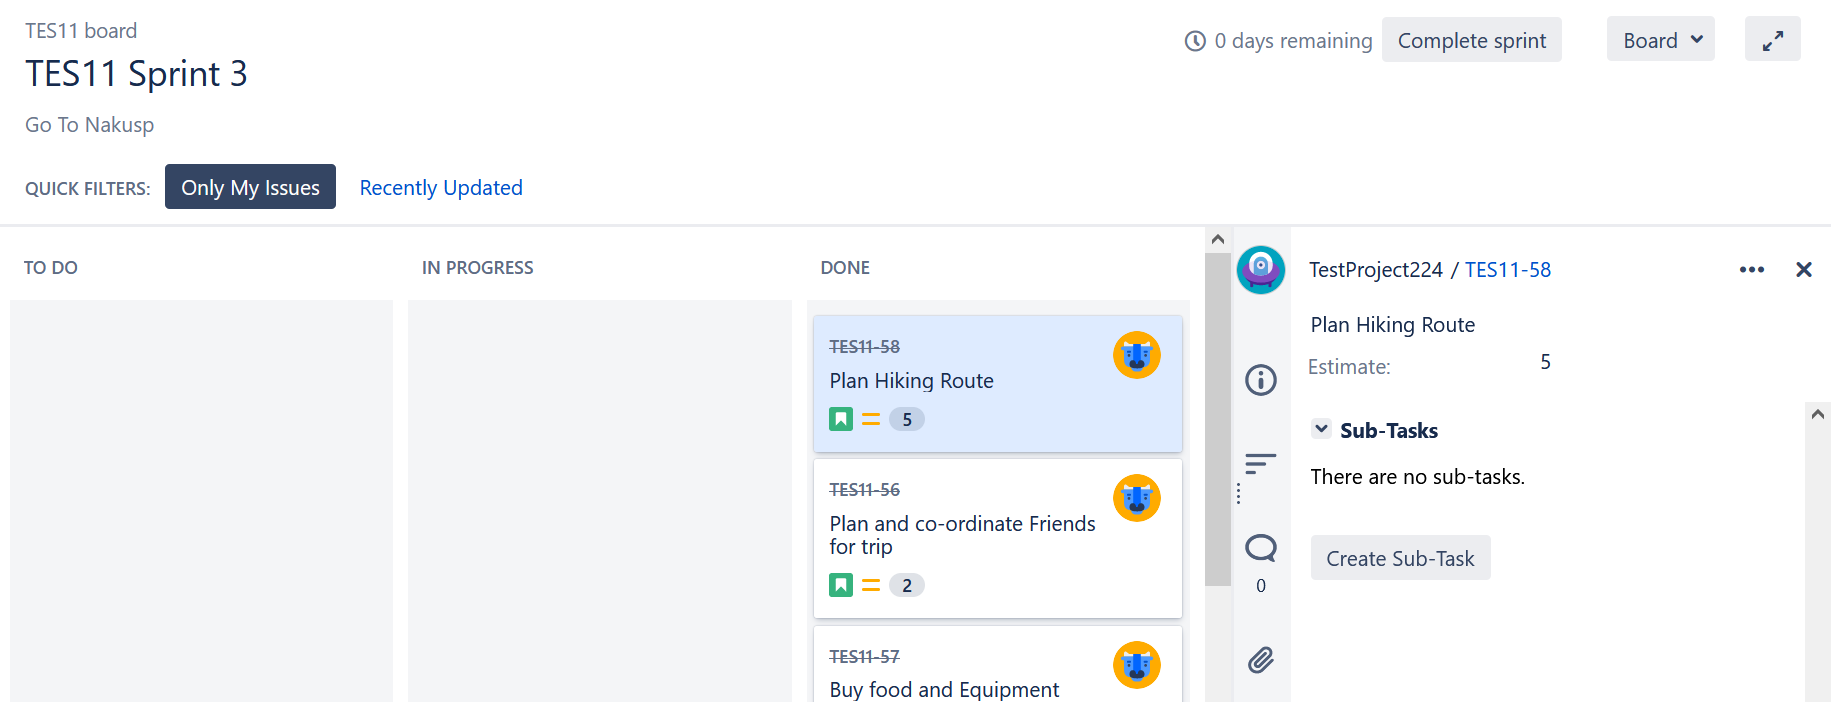 TES11 board
TES11 Sprint 3
Go To Nakusp
0 days remaining
Complete sprint
Board
QUICK FILTERS:
Only My Issues
Recently Updated
TO DO
IN PROGRESS
DONE
TES11-58
Plan Hiking Route
5
TES11-56
Plan and co-ordinate Friends
for trip
2
TES11-57
Buy food and Equipment
0
TestProject224 / TES11-58
Plan Hiking Route
Estimate:
5
Sub-Tasks
There are no sub-tasks.
Create Sub-Task